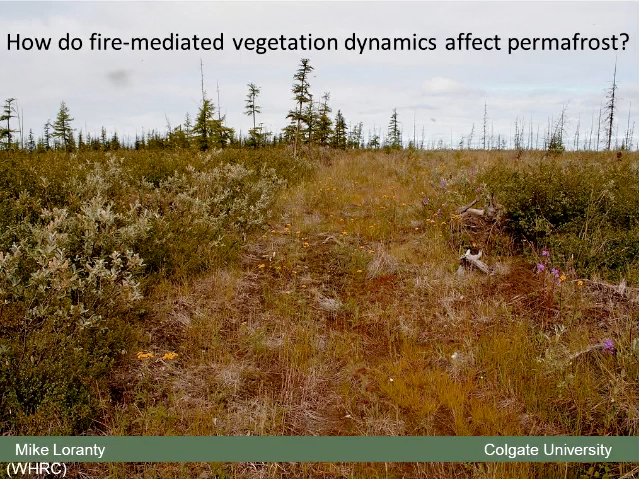 How do fire-mediated vegetation dynamics affect permafrost?
Mike Loranty Colgate University
(WHRC)